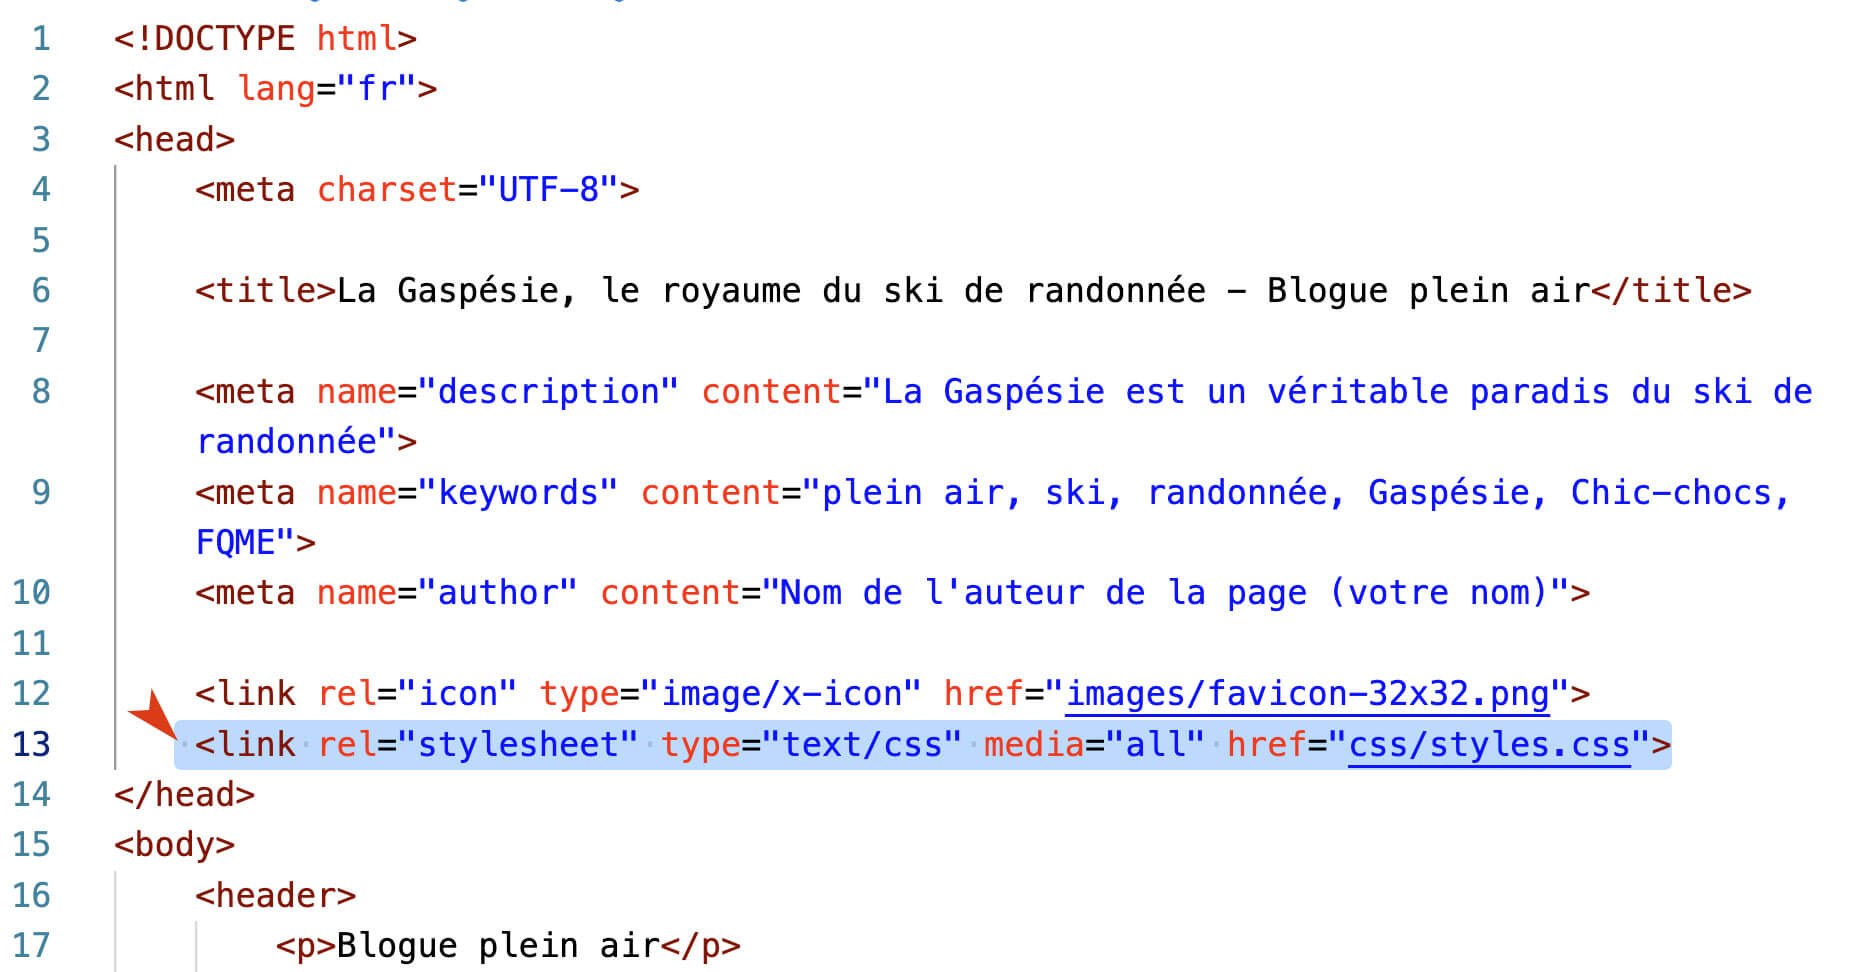 1 <!DOCTYPE html>
2 <html lang="fr">
3 <head>
4 <meta charset="UTF-8">
5
6 <title>La Gaspésie, le royaume du ski de randonnée - Blogue plein air</title>
7
8 <meta name="description" content="La Gaspésie est un véritable paradis du ski de
randonnée">
9 <meta name="keywords" content="plein air, ski, randonnée, Gaspésie, Chic-chocs,
FQME">
10 <meta name="author" content="Nom de l'auteur de la page (votre nom)">
11
12 <link rel="icon" type="image/x-icon" href="images/favicon-32x32.png">
13 <link rel="stylesheet" type="text/css" media="all" href="css/styles.css">
14 </head>
15 <body>
16 <header>
17 <p>Blogue plein air</p>